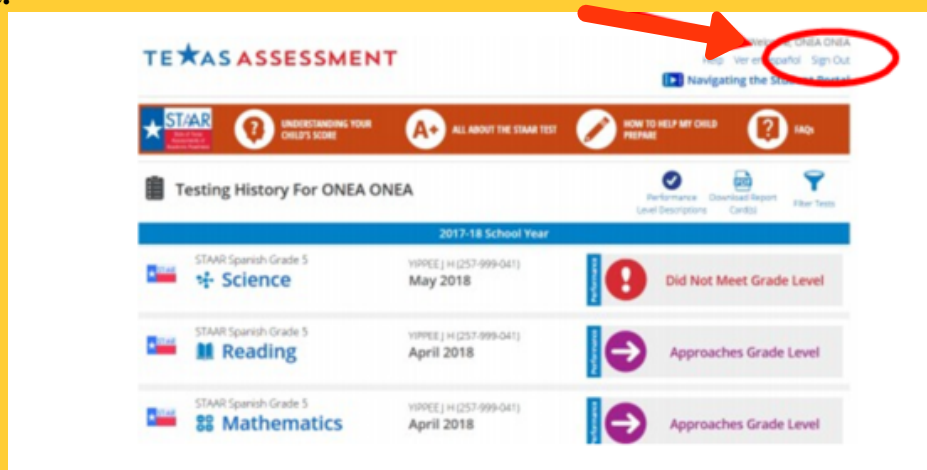 Welcome, ONEA ONEA
TEXAS ASSESSMENT
Help Ver en Español Sign Out
Navigating the Student Portal
STAAR
UNDERSTANDING YOUR
CHILD'S SCORE
A+
ALL ABOUT THE STAAR TEST
HOW TO HELP MY CHILD
PREPARE
FAQs
Testing History For ONEA ONEA
Performance
Level Descriptions
Download Report
Card(s)
Filter Tests
2017-18 School Year
STAAR Spanish Grade 5
Science
YIPPEE J H (257-999-041)
May 2018
Performance
Did Not Meet Grade Level
STAAR Spanish Grade 5
Reading
YIPPEE J H (257-999-041)
April 2018
Performance
Approaches Grade Level
STAAR Spanish Grade 5
Mathematics
YIPPEE J H (257-999-041)
April 2018
Performance
Approaches Grade Level